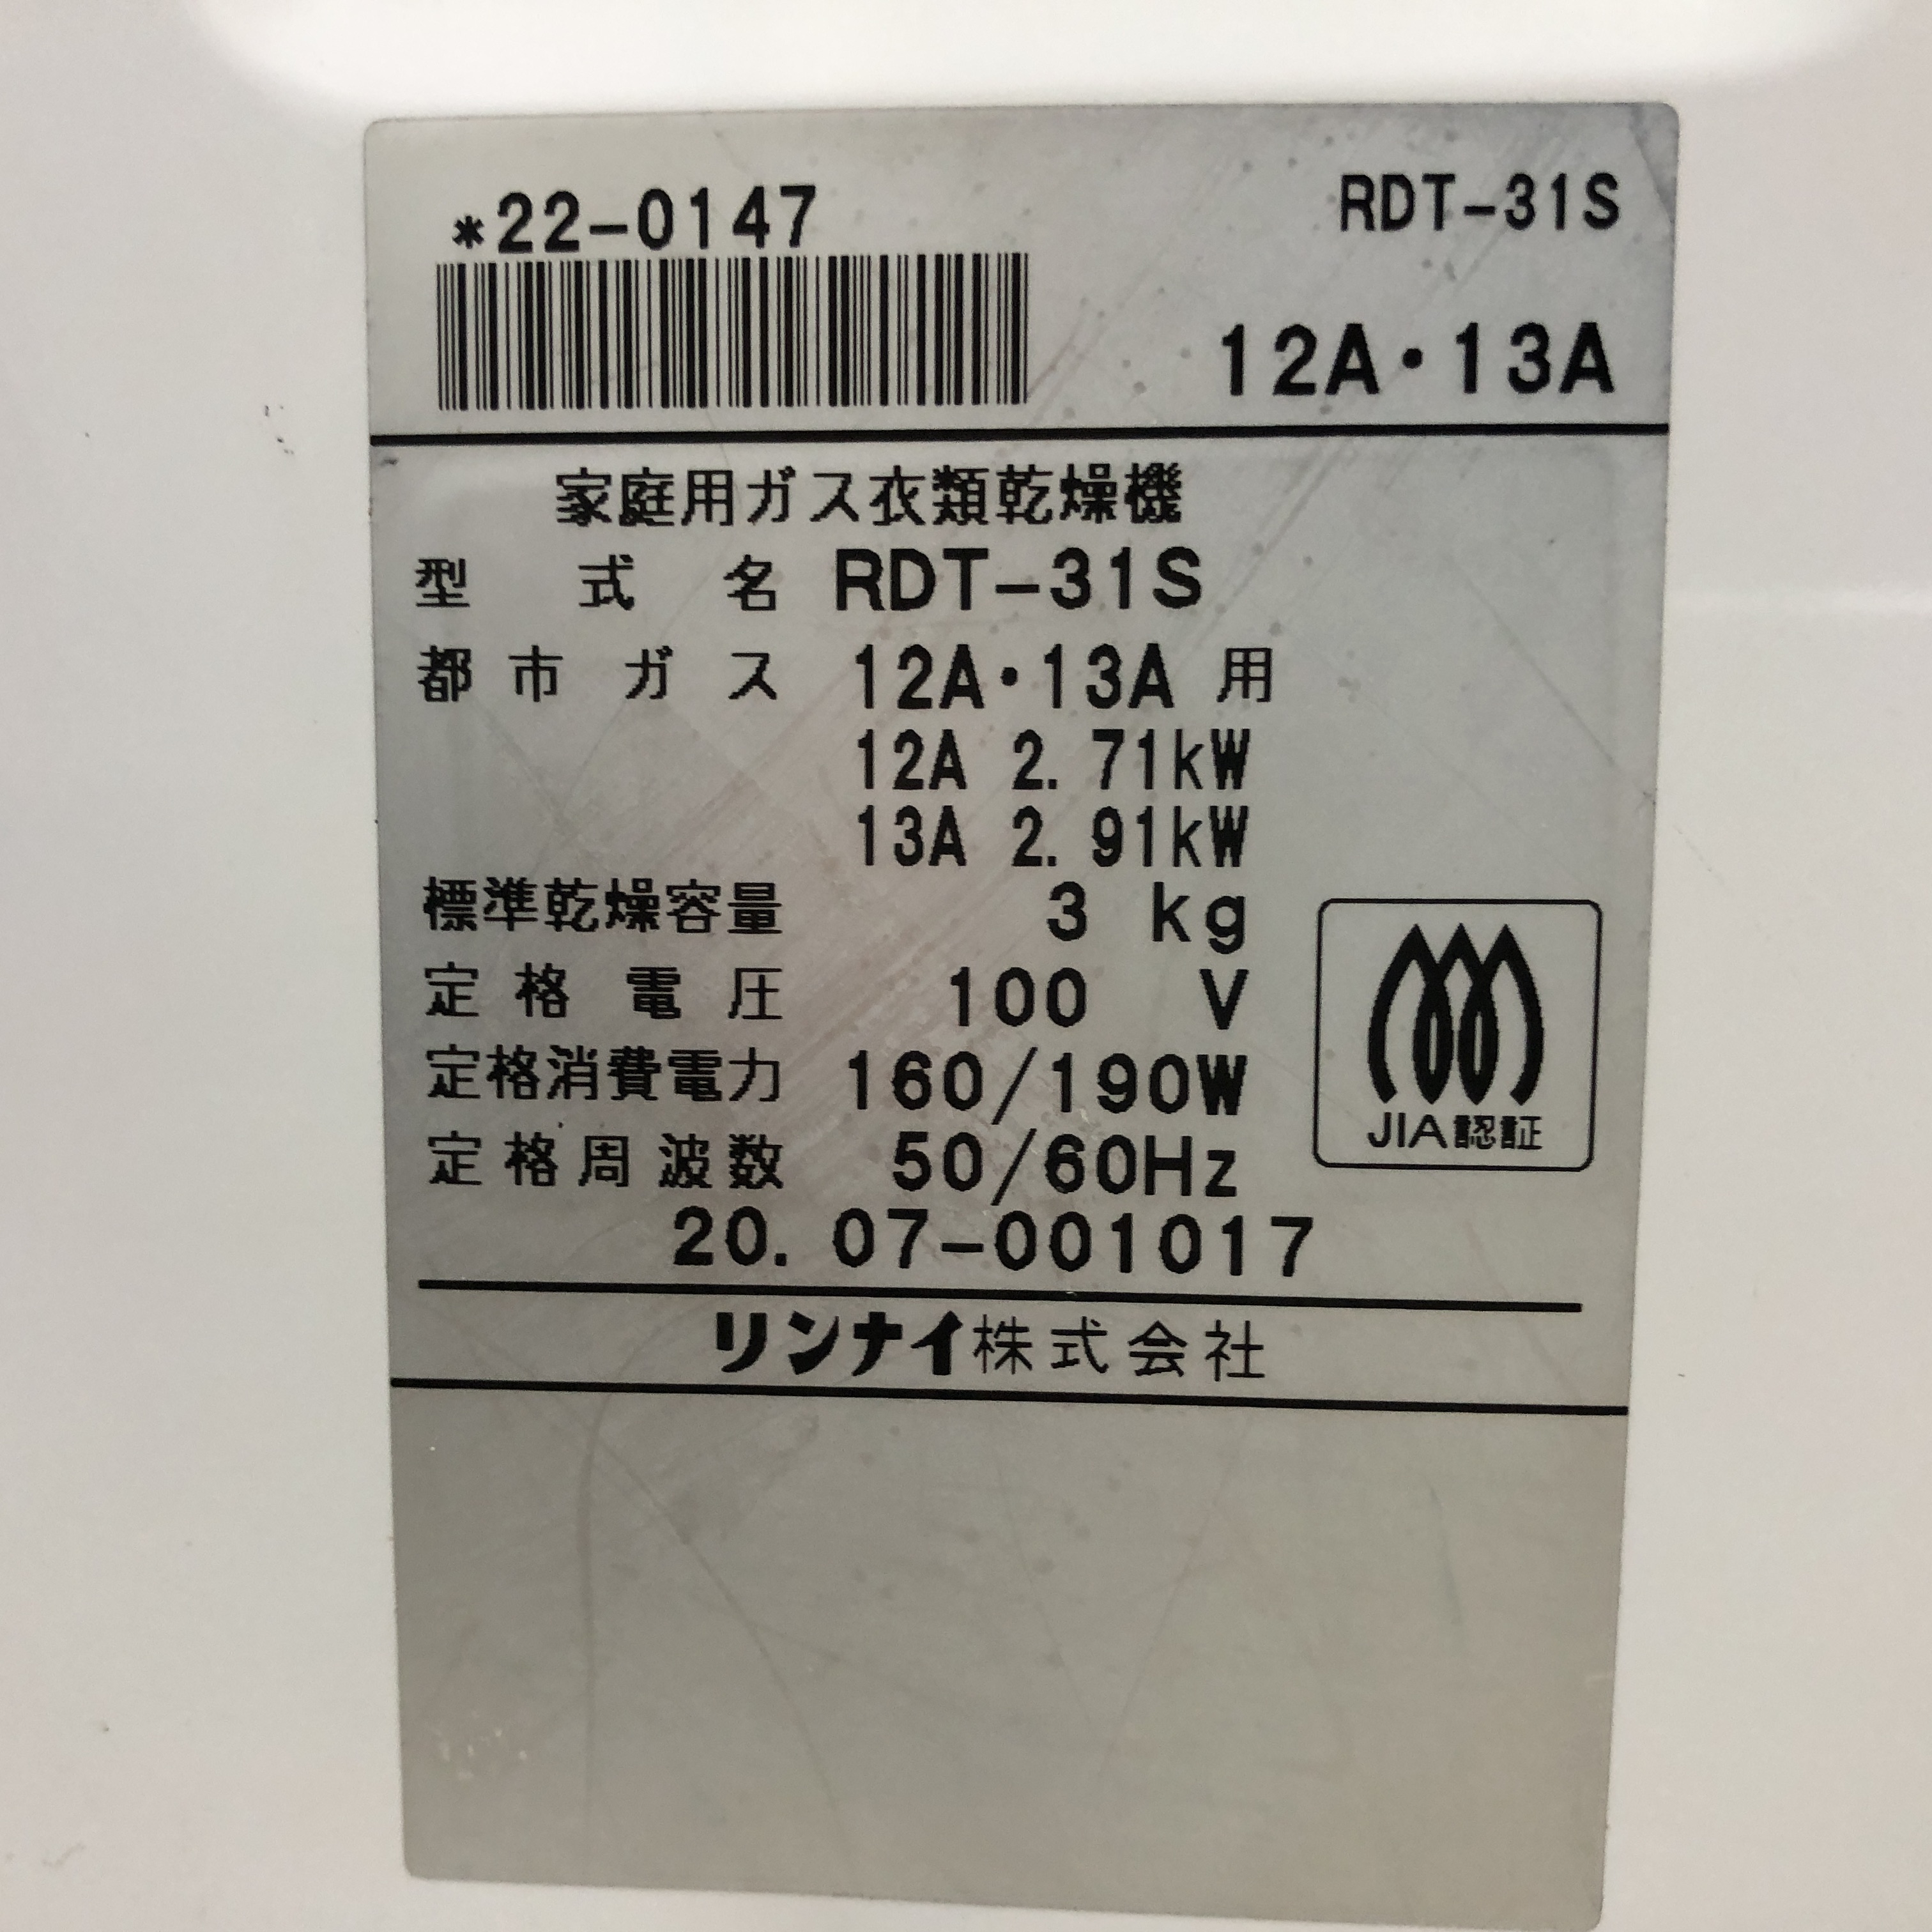 *22-0147
RDT-31S
12A・13A
家庭用ガス衣類乾燥機
型式名 RDT-31S
都市ガス 12A・13A 用
12A 2.71kW
13A 2.91kW
標準乾燥容量 3 kg
定格電圧 100 V
定格消費電力 160/190W
定格周波数 50/60Hz
JIA認証
20.07-001017
リンナイ株式会社